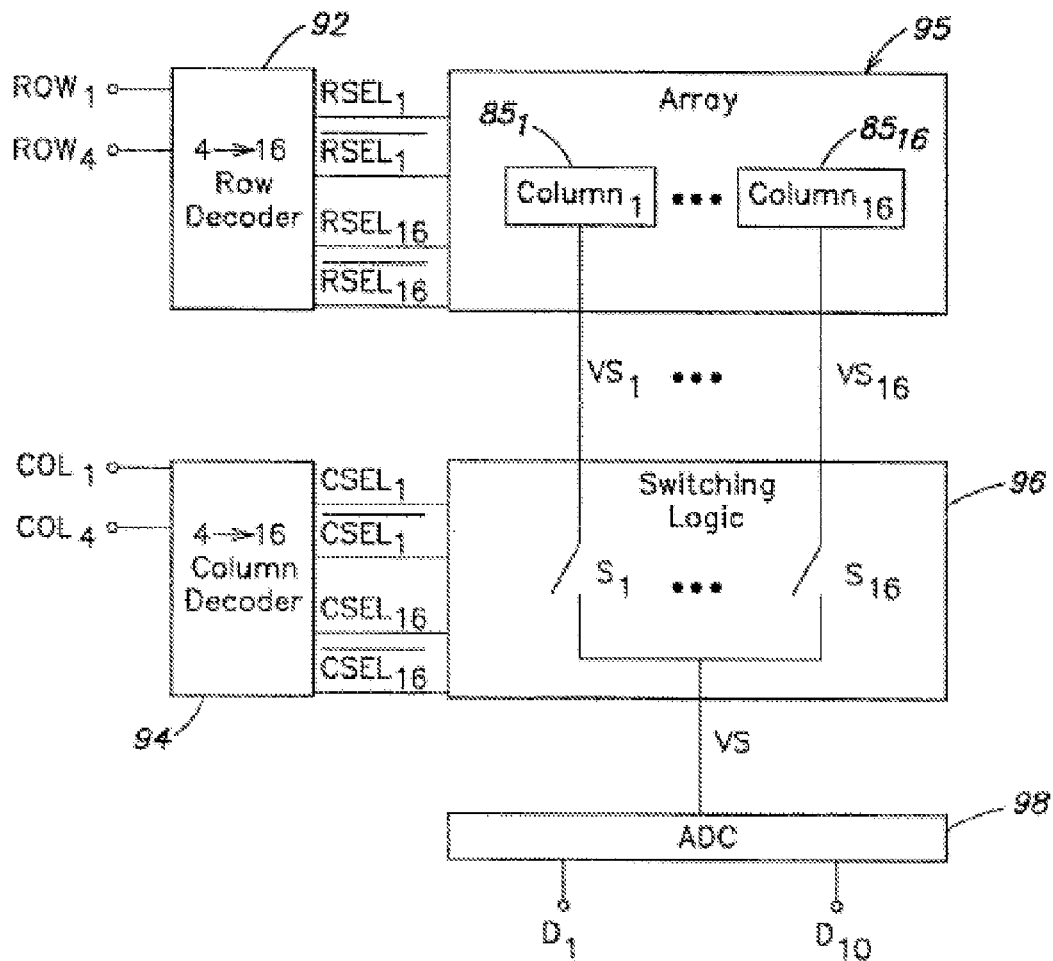 92
95
ROW1
ROW4
4→16
Row
Decoder
RSEL1
RSEL1
RSEL16
RSEL16
Array
851
8516
Column1
Column16
VS1
VS16
COL1
COL4
4→16
Column
Decoder
94
CSEL1
CSEL1
CSEL16
CSEL16
Switching
Logic
96
S1
S16
VS
98
ADC
D1
D10